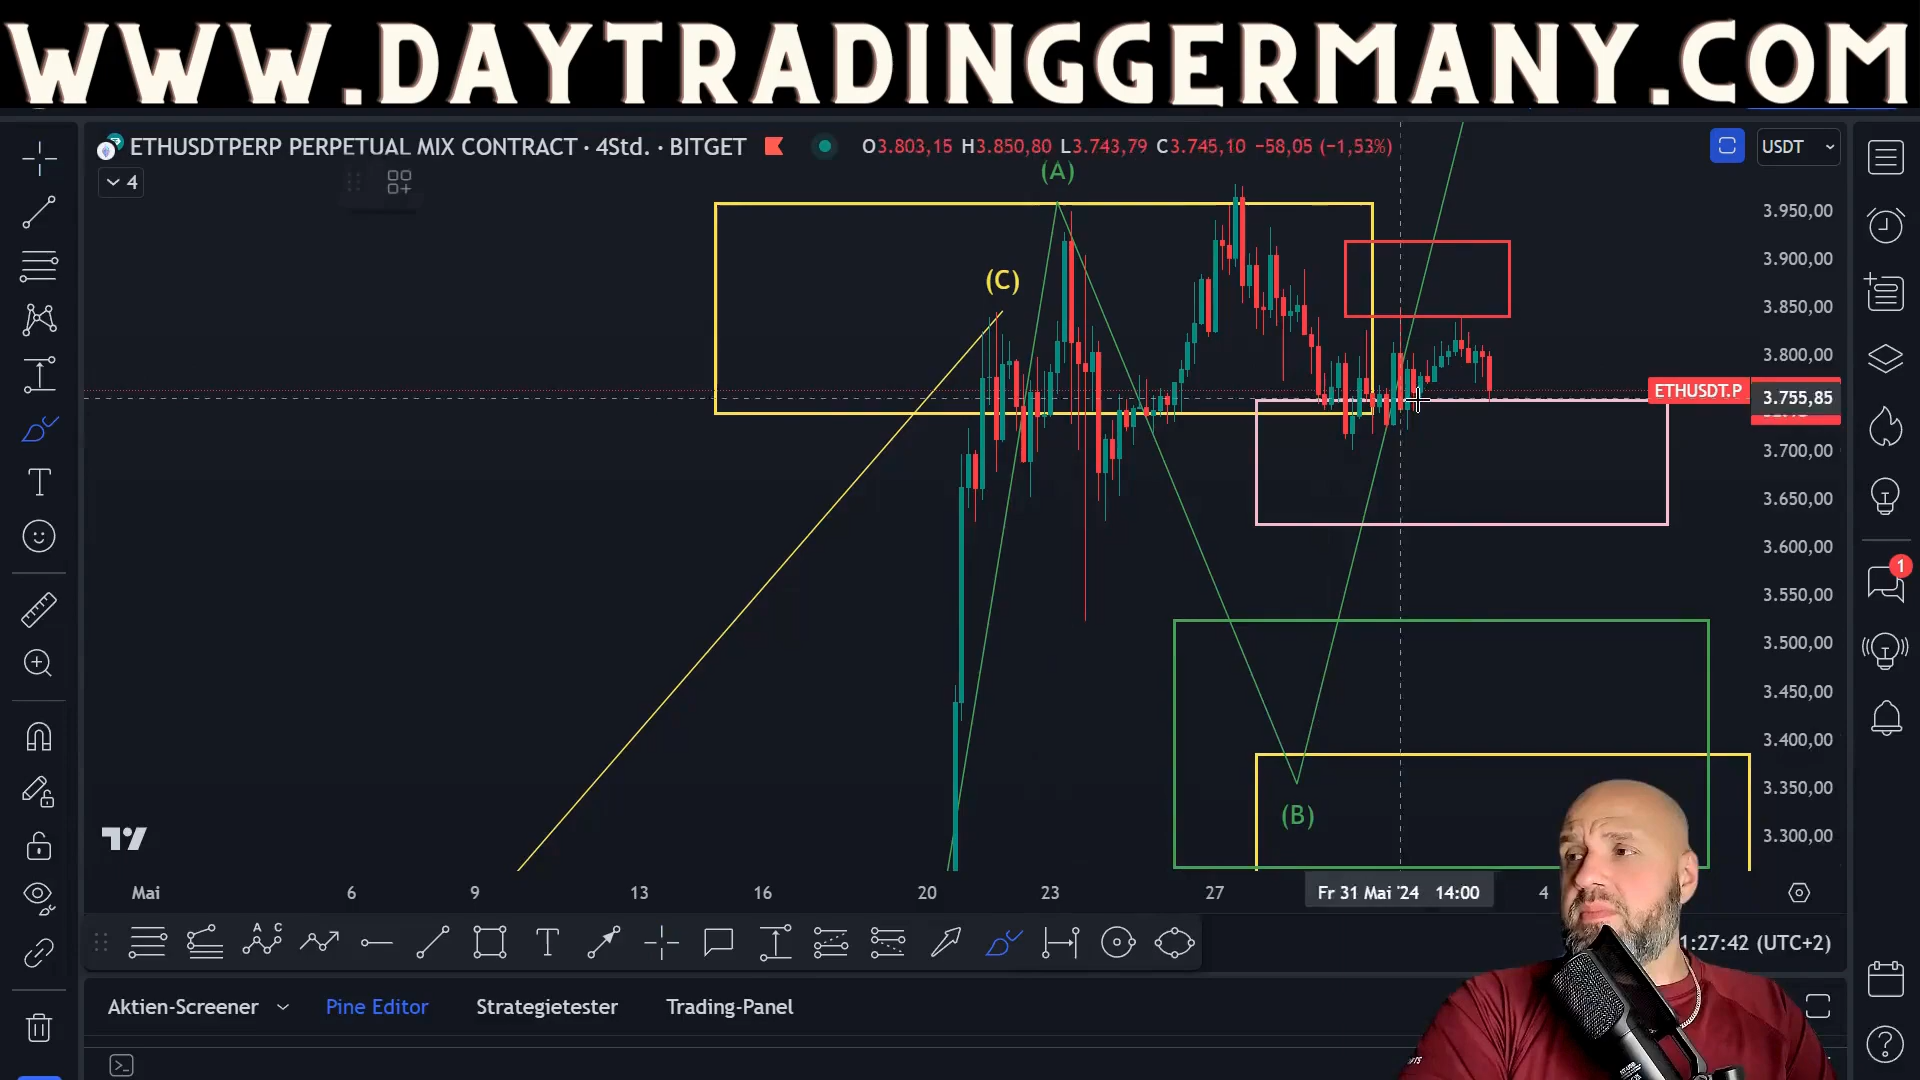 WWW.DAYTRADINGGERMANY.COM
ETHUSDTPERP PERPETUAL MIX CONTRACT · 4Std. · BITGET
O3.803,15 H3.850,80 L3.743,79 C3.745,10 −58,05 (−1,53%)
USDT
4
(A)
(C)
(B)
3.950,00
3.900,00
3.850,00
3.800,00
ETHUSDT.P
3.755,85
3.700,00
3.650,00
3.600,00
3.550,00
3.500,00
3.450,00
3.400,00
3.350,00
3.300,00
1
Mai 6 9 13 16 20 23 27 Fr 31 Mai '24 14:00 4
A C
1:27:42 (UTC+2)
Aktien-Screener Pine Editor Strategietester Trading-Panel